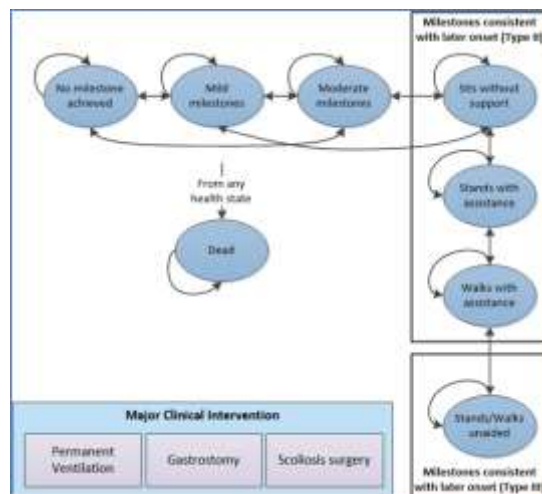 Milestones consistent
with later onset (Type II)
No milestone
achieved
Mild
milestones
Moderate
milestones
Sits without
support
From any
health state
Stands with
assistance
Dead
Walks with
assistance
Major Clinical Intervention
Permanent
Ventilation
Gastrostomy
Scoliosis surgery
Stands/Walks
unaided
Milestones consistent
with later onset (Type III)